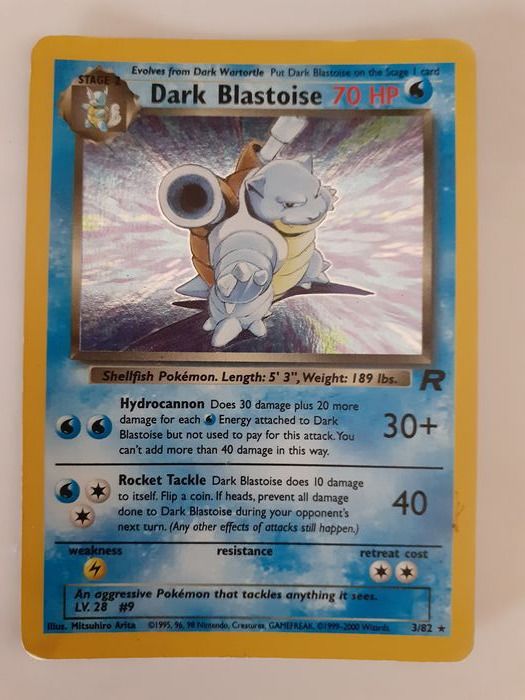 Evolves from Dark Wartortle Put Dark Blastoise on the Stage 1 card
STAGE 2
Dark Blastoise 70 HP
Shellfish Pokémon. Length: 5' 3", Weight: 189 lbs.
R
Hydrocannon Does 30 damage plus 20 more
damage for each Energy attached to Dark
Blastoise but not used to pay for this attack. You
can't add more than 40 damage in this way.
30+
Rocket Tackle Dark Blastoise does 10 damage
to itself. Flip a coin. If heads, prevent all damage
done to Dark Blastoise during your opponent's
next turn. (Any other effects of attacks still happen.)
40
weakness resistance retreat cost
An aggressive Pokémon that tackles anything it sees.
LV. 28 #9
Illus. Mitsuhiro Arita ©1995, 96, 98 Nintendo, Creatures, GAMEFREAK. ©1999-2000 Wizards. 3/82 ★